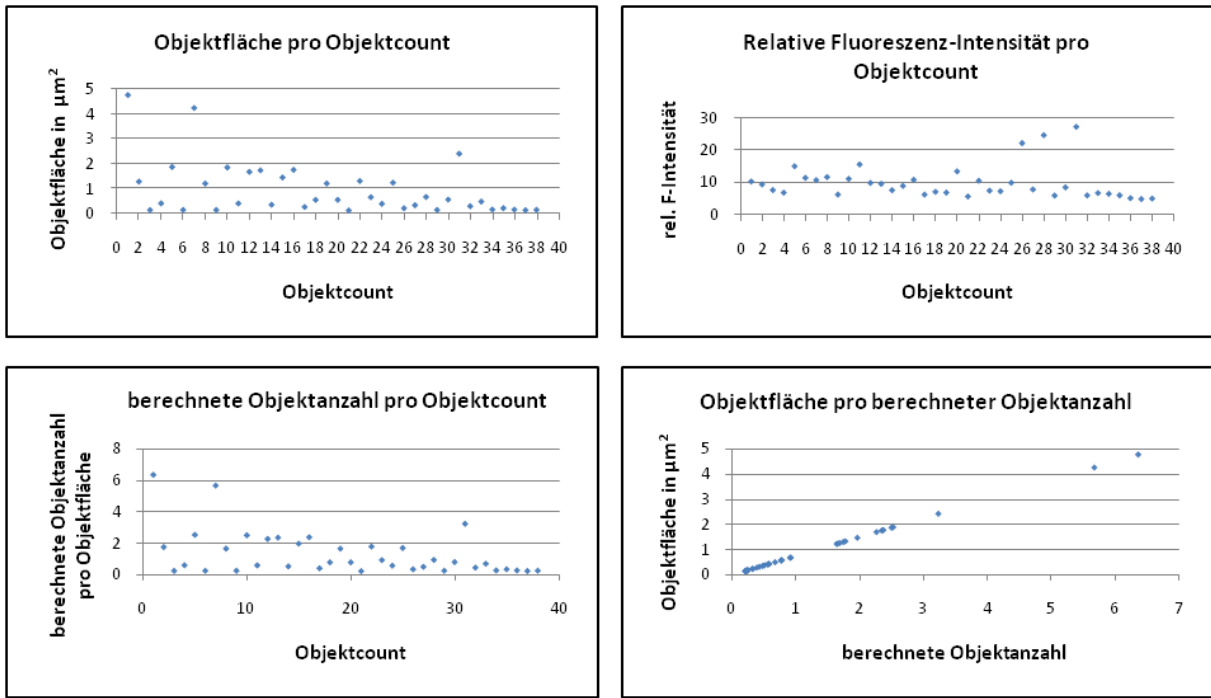 Objektfläche pro Objektcount
Objektfläche in µm²
5
4
3
2
1
0
0 2 4 6 8 10 12 14 16 18 20 22 24 26 28 30 32 34 36 38 40
Objektcount
Relative Fluoreszenz-Intensität pro
Objektcount
rel. F-Intensität
30
20
10
0
0 2 4 6 8 10 12 14 16 18 20 22 24 26 28 30 32 34 36 38 40
Objektcount
berechnete Objektanzahl pro Objektcount
berechnete Objektanzahl
pro Objektfläche
8
6
4
2
0
0 10 20 30 40
Objektcount
Objektfläche pro berechneter Objektanzahl
Objektfläche in µm²
5
4
3
2
1
0
0 1 2 3 4 5 6 7
berechnete Objektanzahl